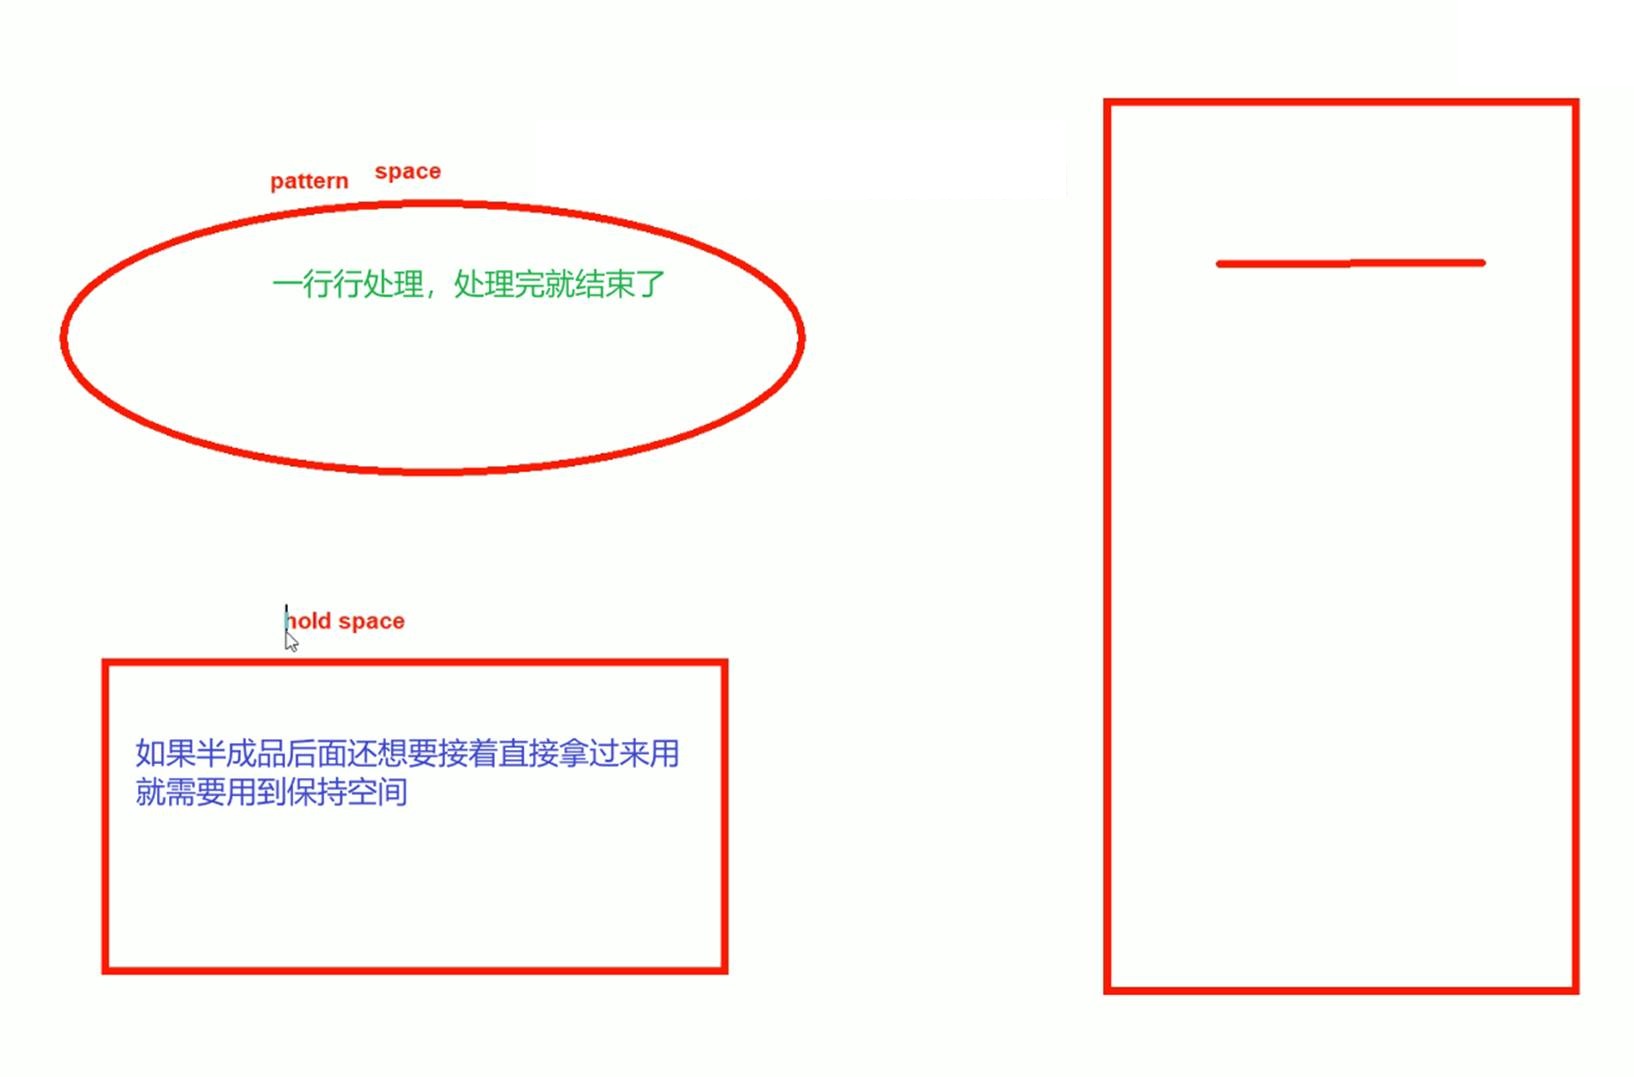 pattern space
一行行处理，处理完就结束了
hold space
如果半成品后面还想要接着直接拿过来用
就需要用到保持空间